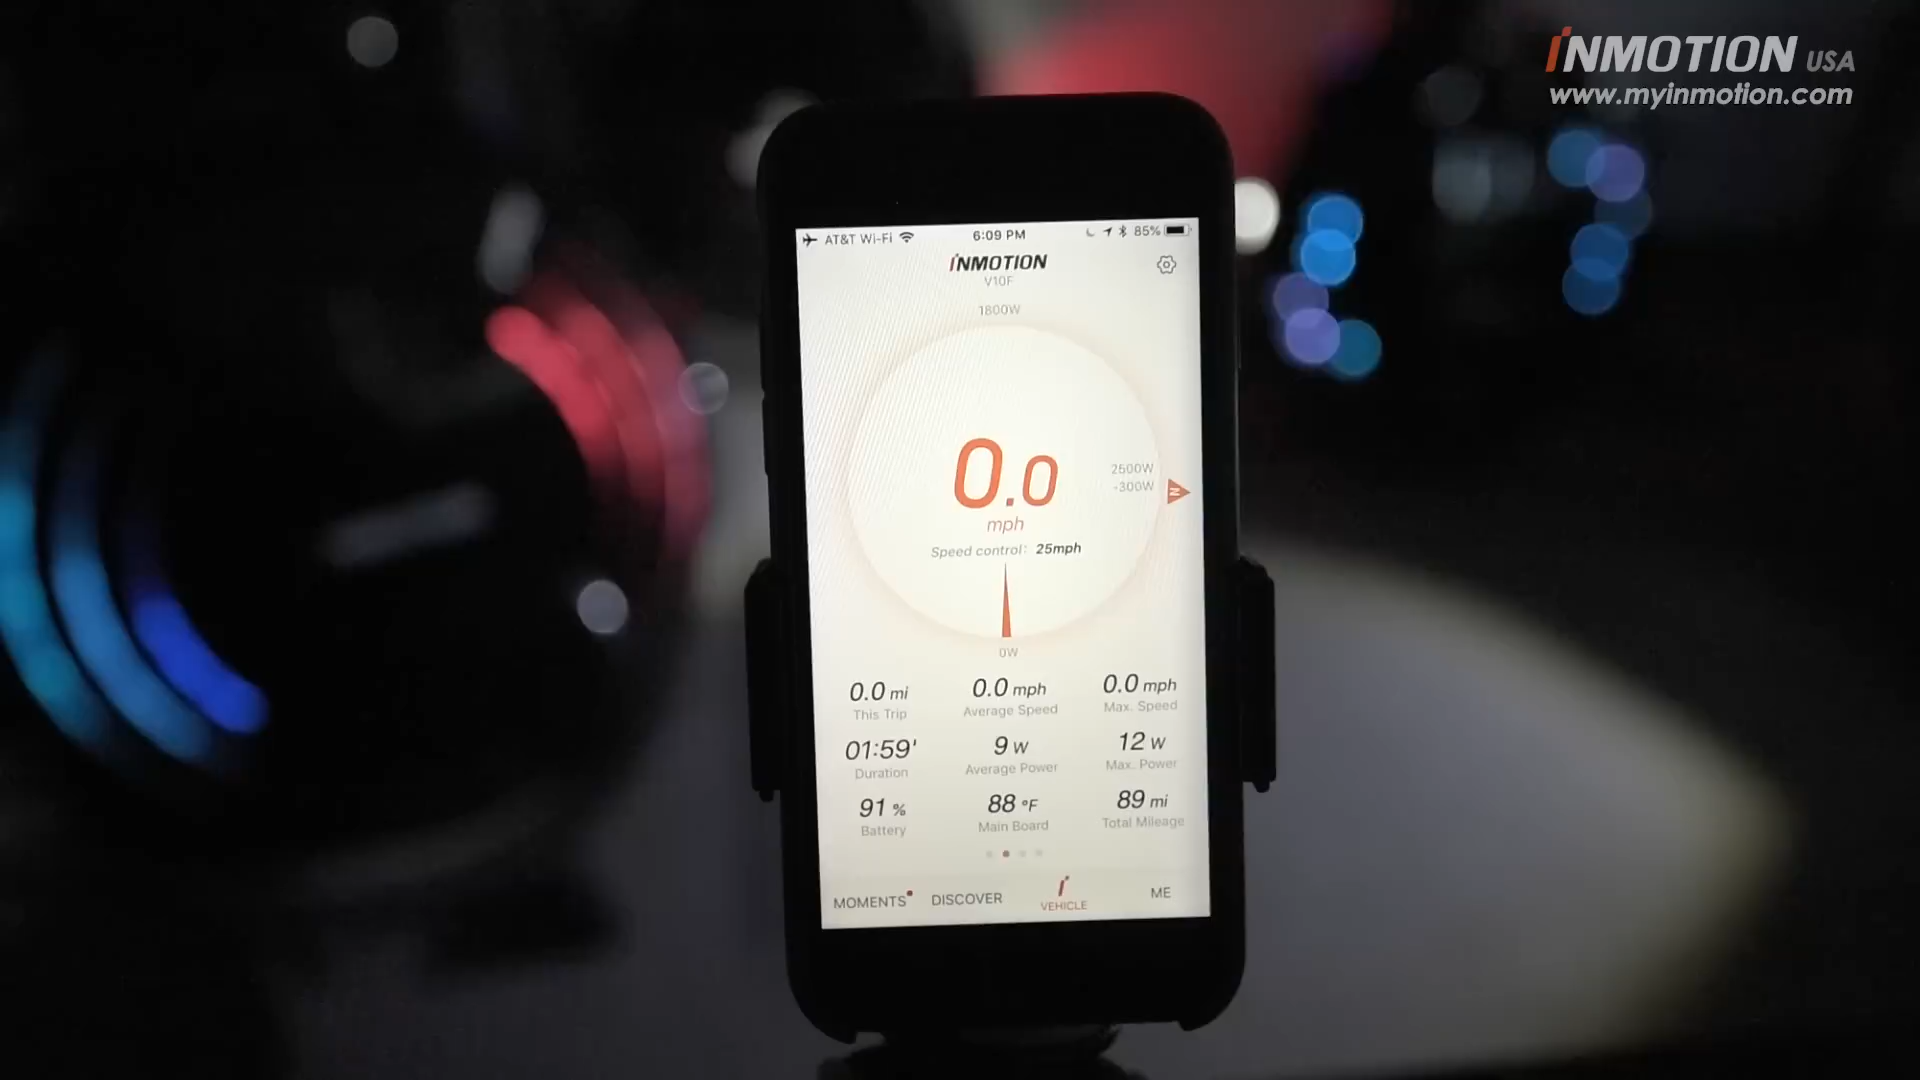 INMOTION USA
www.myinmotion.com
AT&T Wi-Fi 6:09 PM 85%
INMOTION
V10F
1800W
0.0
mph
2500W
-300W
N
Speed control: 25mph
0W
0.0 mi 0.0 mph 0.0 mph
This Trip Average Speed Max. Speed
01:59' 9 W 12 W
Duration Average Power Max. Power
91 % 88 °F 89 mi
Battery Main Board Total Mileage
MOMENTS DISCOVER VEHICLE ME